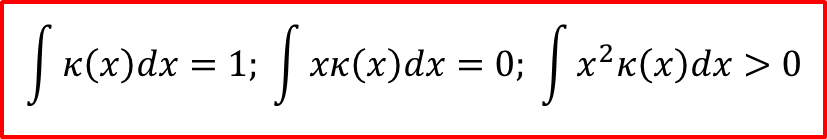 ∫ κ(x)dx = 1; ∫ xκ(x)dx = 0; ∫ x²κ(x)dx > 0